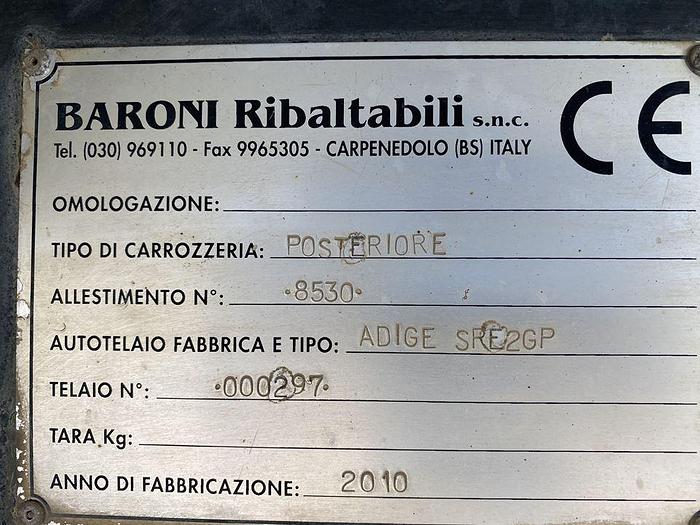 BARONI Ribaltabili s.n.c. CE
Tel. (030) 969110 - Fax 9965305 - CARPENEDOLO (BS) ITALY
OMOLOGAZIONE:
TIPO DI CARROZZERIA: POSTERIORE
ALLESTIMENTO N°: ·8530·
AUTOTELAIO FABBRICA E TIPO: ADIGE SRE2GP
TELAIO N°: ·000297·
TARA Kg:
ANNO DI FABBRICAZIONE: 2010